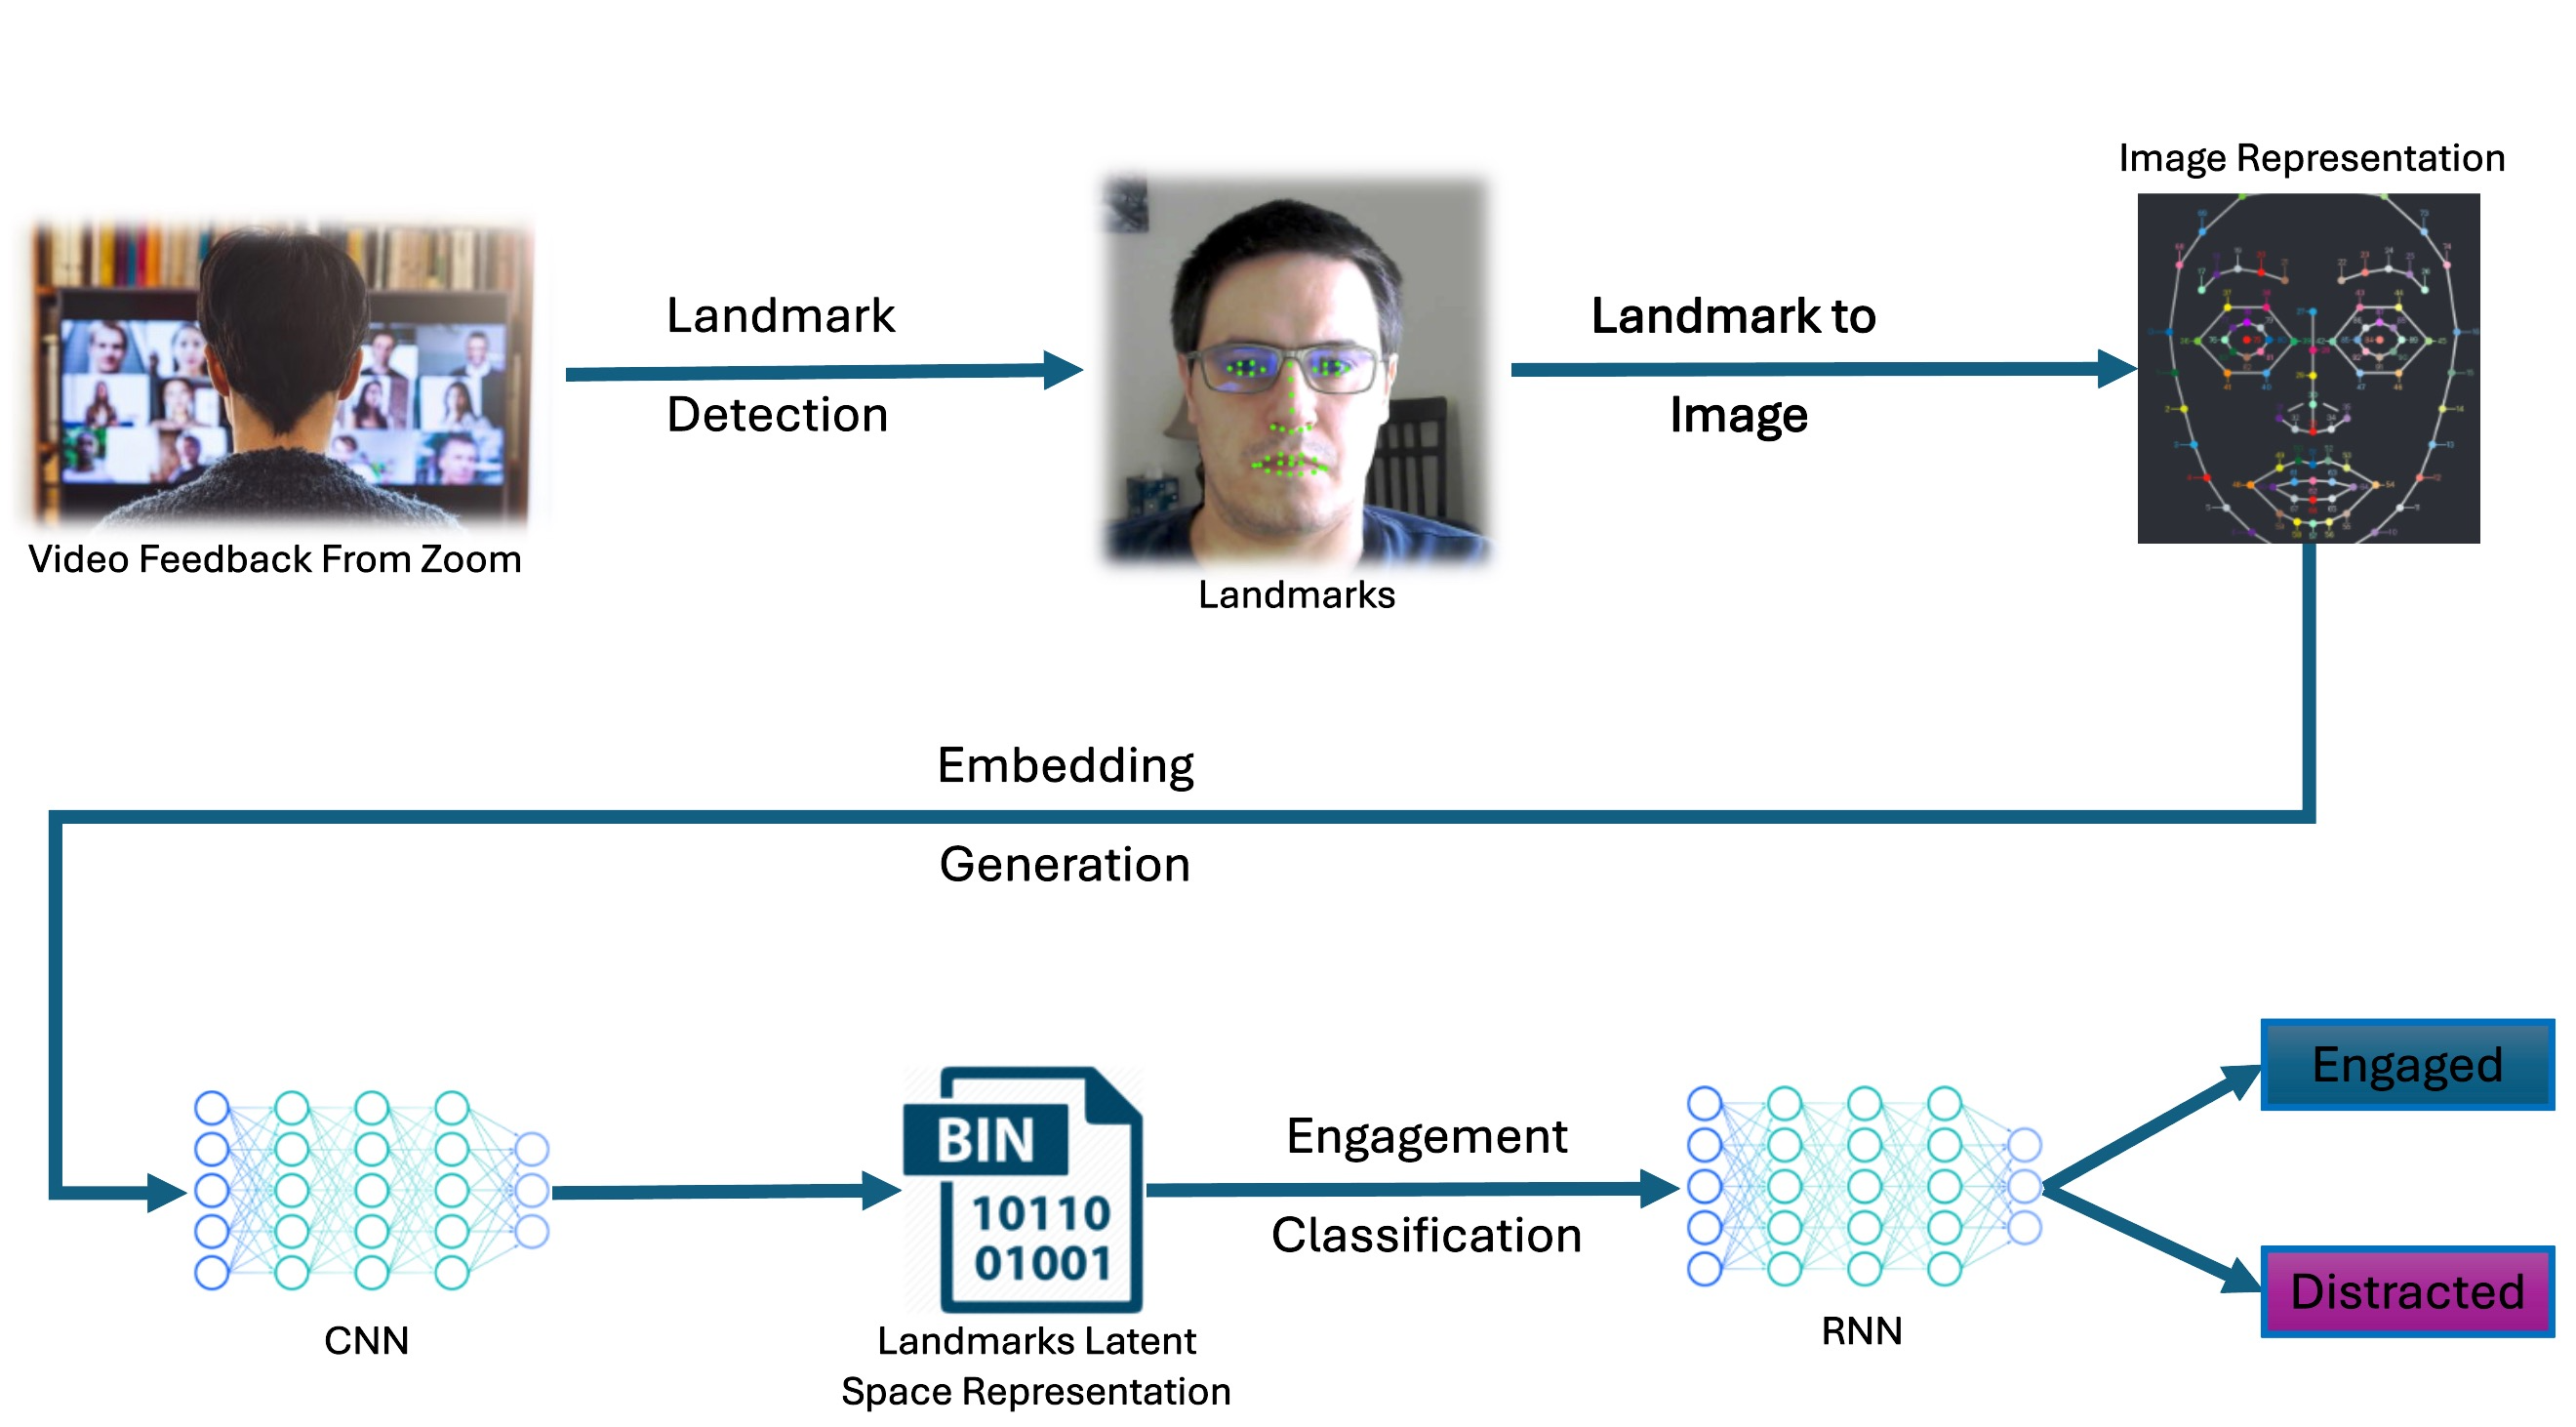 Image Representation
Landmark
Detection
Landmark to
Image
Video Feedback From Zoom
Landmarks
Embedding
Generation
BIN
10110
01001
Engagement
Classification
Engaged
Distracted
CNN
Landmarks Latent
Space Representation
RNN